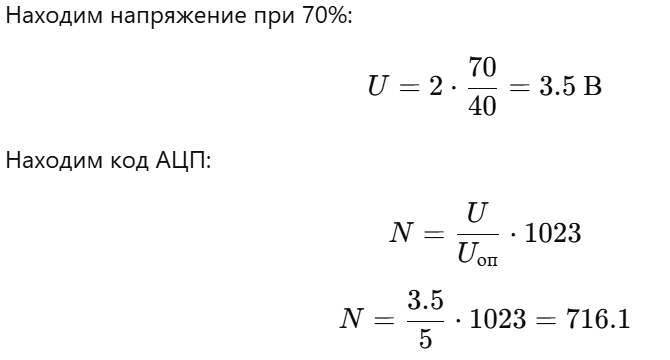 Находим напряжение при 70%:
U = 2 · 70/40 = 3.5 В
Находим код АЦП:
N = U/Uоп · 1023
N = 3.5/5 · 1023 = 716.1